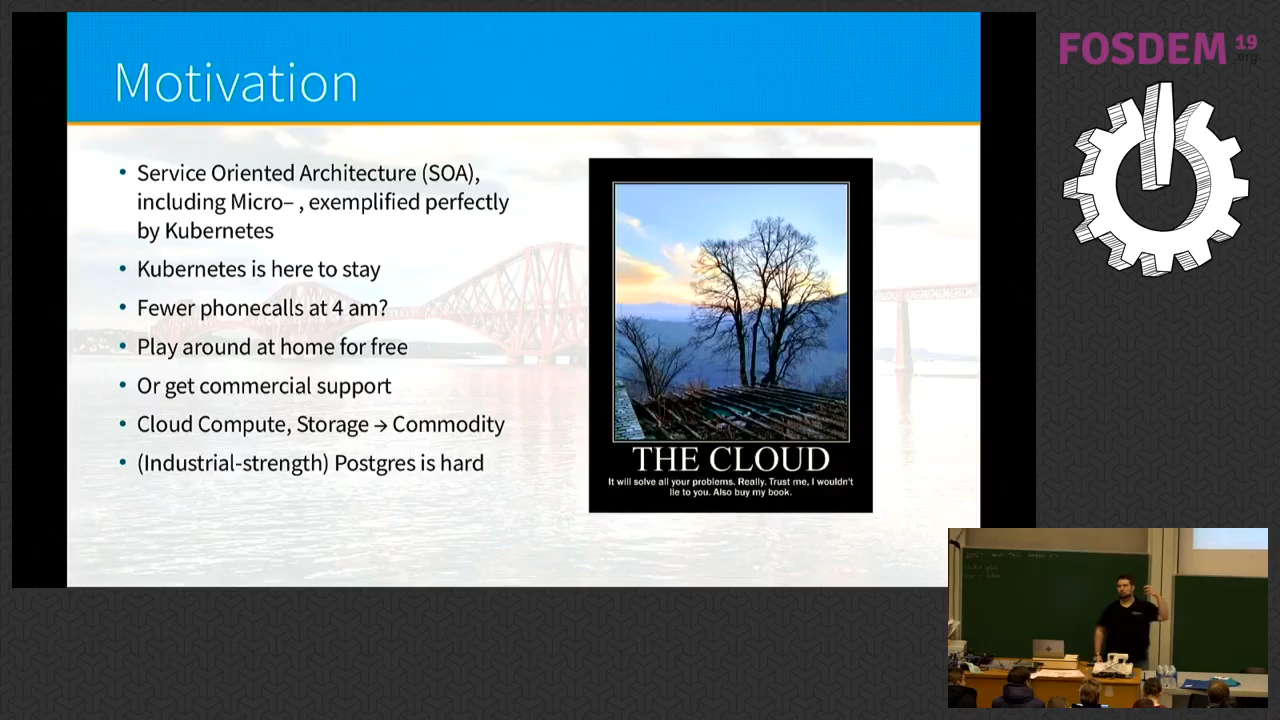 Motivation
• Service Oriented Architecture (SOA),
including Micro– , exemplified perfectly
by Kubernetes
• Kubernetes is here to stay
• Fewer phonecalls at 4 am?
• Play around at home for free
• Or get commercial support
• Cloud Compute, Storage → Commodity
• (Industrial-strength) Postgres is hard
THE CLOUD
It will solve all your problems. Really. Trust me, I wouldn't
lie to you. Also buy my book.
FOSDEM 19
.org